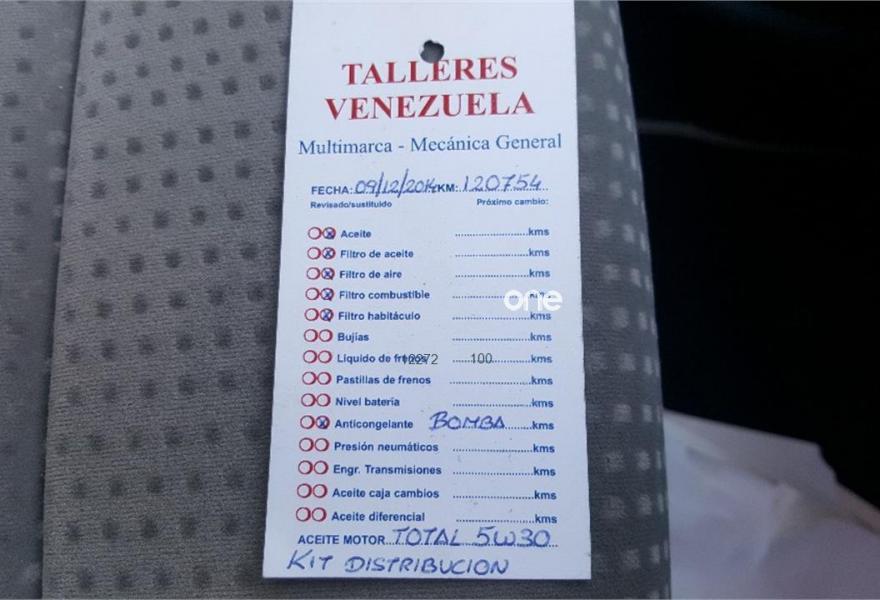 TALLERES
VENEZUELA
Multimarca - Mecánica General
FECHA: 09/12/2014 KM: 120754
Revisado/sustituido Próximo cambio:
Aceite ........................kms
Filtro de aceite ........................kms
Filtro de aire ........................kms
Filtro combustible ........................kms
one
Filtro habitáculo ........................kms
Bujías ........................kms
Líquido de frenos ........................kms
12272 100
Pastillas de frenos ........................kms
Nivel batería ........................kms
Anticongelante BOMBA ........kms
Presión neumáticos ........................kms
Engr. Transmisiones ........................kms
Aceite caja cambios ........................kms
Aceite diferencial ........................kms
ACEITE MOTOR..TOTAL 5W30..
KIT DISTRIBUCION